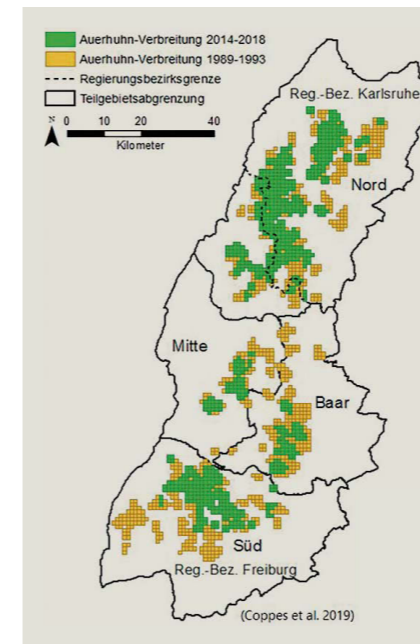 Auerhuhn-Verbreitung 2014-2018
Auerhuhn-Verbreitung 1989-1993
Regierungsbezirksgrenze
Teilgebietsabgrenzung
N
0 10 20 40
Kilometer
Reg.-Bez. Karlsruhe
Nord
Mitte
Baar
Süd
Reg.-Bez. Freiburg
(Coppes et al. 2019)